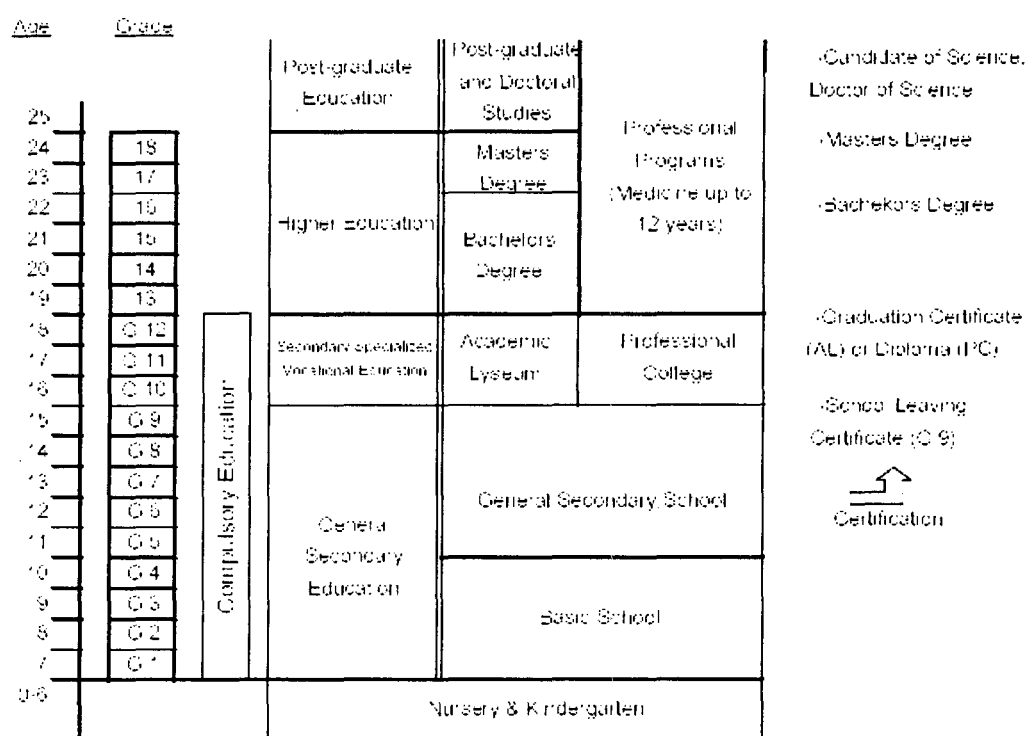 Age
Grade
25
24
23
22
21
20
19
18
17
16
15
14
13
12
11
10
9
8
7
0-6
18
17
16
15
14
13
G 12
G 11
G 10
G 9
G 8
G 7
G 6
G 5
G 4
G 3
G 2
G 1
Compulsory Education
Post-graduate
Education
Higher Education
Secondary Specialized
Vocational Education
General
Secondary
Education
Post-graduate
and Doctoral
Studies
Masters
Degree
Bachelors
Degree
Academic
Lyseum
Professional
Programs
(Medicine up to
12 years)
Professional
College
General Secondary School
Basic School
Nursery & Kindergarten
-Candidate of Science,
Doctor of Science
-Masters Degree
-Bachekors Degree
-Graduation Certificate
(AL) or Diploma (PC)
-School Leaving
Certificate (G 9)
Certification